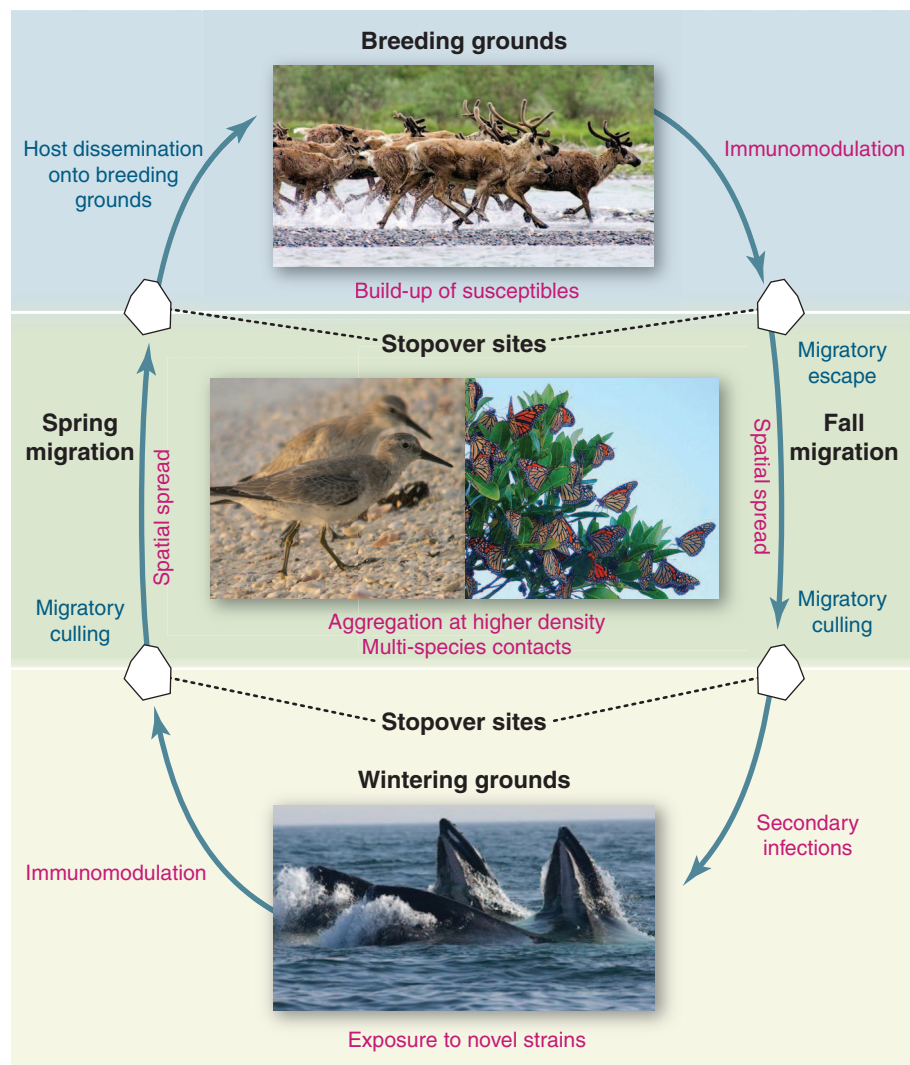 Breeding grounds
Host dissemination
onto breeding
grounds
Immunomodulation
Build-up of susceptibles
Stopover sites
Migratory
escape
Spring
migration
Spatial spread
Fall
migration
Spatial spread
Migratory
culling
Aggregation at higher density
Multi-species contacts
Migratory
culling
Stopover sites
Wintering grounds
Secondary
infections
Immunomodulation
Exposure to novel strains